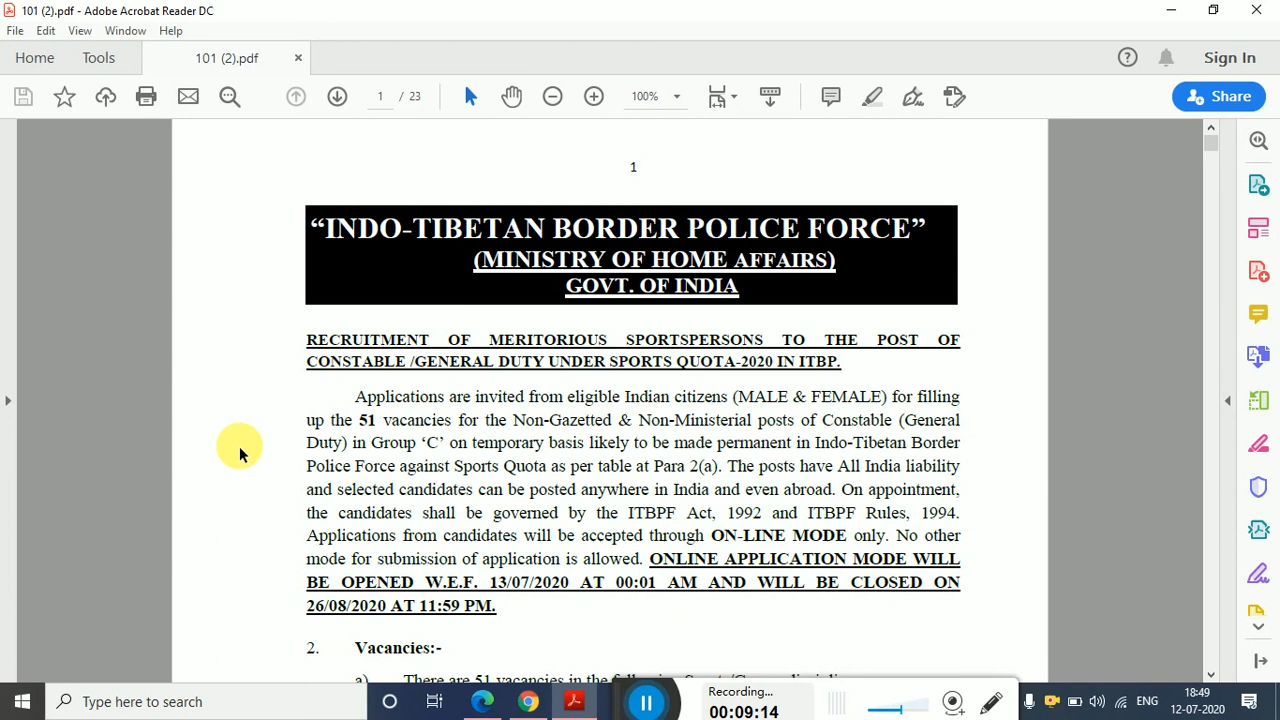 101 (2).pdf - Adobe Acrobat Reader DC
File Edit View Window Help
Home Tools 101 (2).pdf × Sign In
1 / 23 100% Share
1
“INDO-TIBETAN BORDER POLICE FORCE”
(MINISTRY OF HOME AFFAIRS)
GOVT. OF INDIA
RECRUITMENT OF MERITORIOUS SPORTSPERSONS TO THE POST OF
CONSTABLE /GENERAL DUTY UNDER SPORTS QUOTA-2020 IN ITBP.
Applications are invited from eligible Indian citizens (MALE & FEMALE) for filling
up the 51 vacancies for the Non-Gazetted & Non-Ministerial posts of Constable (General
Duty) in Group ‘C’ on temporary basis likely to be made permanent in Indo-Tibetan Border
Police Force against Sports Quota as per table at Para 2(a). The posts have All India liability
and selected candidates can be posted anywhere in India and even abroad. On appointment,
the candidates shall be governed by the ITBPF Act, 1992 and ITBPF Rules, 1994.
Applications from candidates will be accepted through ON-LINE MODE only. No other
mode for submission of application is allowed. ONLINE APPLICATION MODE WILL
BE OPENED W.E.F. 13/07/2020 AT 00:01 AM AND WILL BE CLOSED ON
26/08/2020 AT 11:59 PM.
2. Vacancies:-
a) There are 51 vacancies in the
Type here to search
Recording...
00:09:14
ENG
18:49
12-07-2020